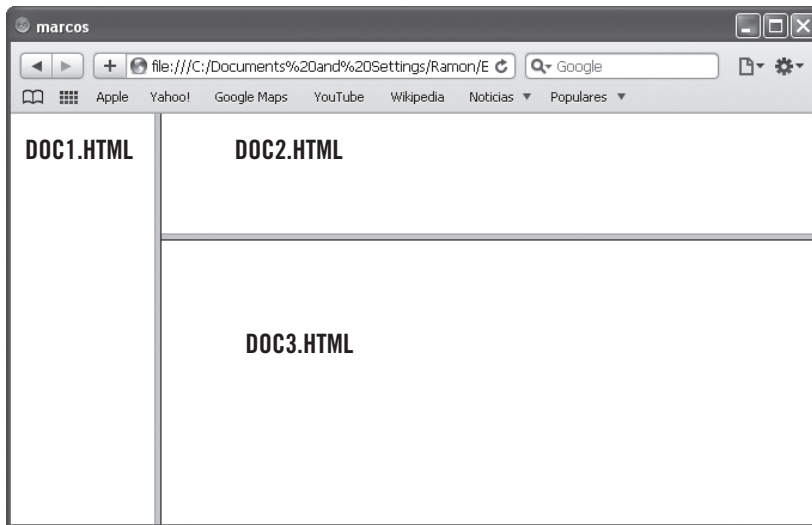 marcos
file:///C:/Documents%20and%20Settings/Ramon/E
Google
Apple Yahoo! Google Maps YouTube Wikipedia Noticias Populares
DOC1.HTML
DOC2.HTML
DOC3.HTML